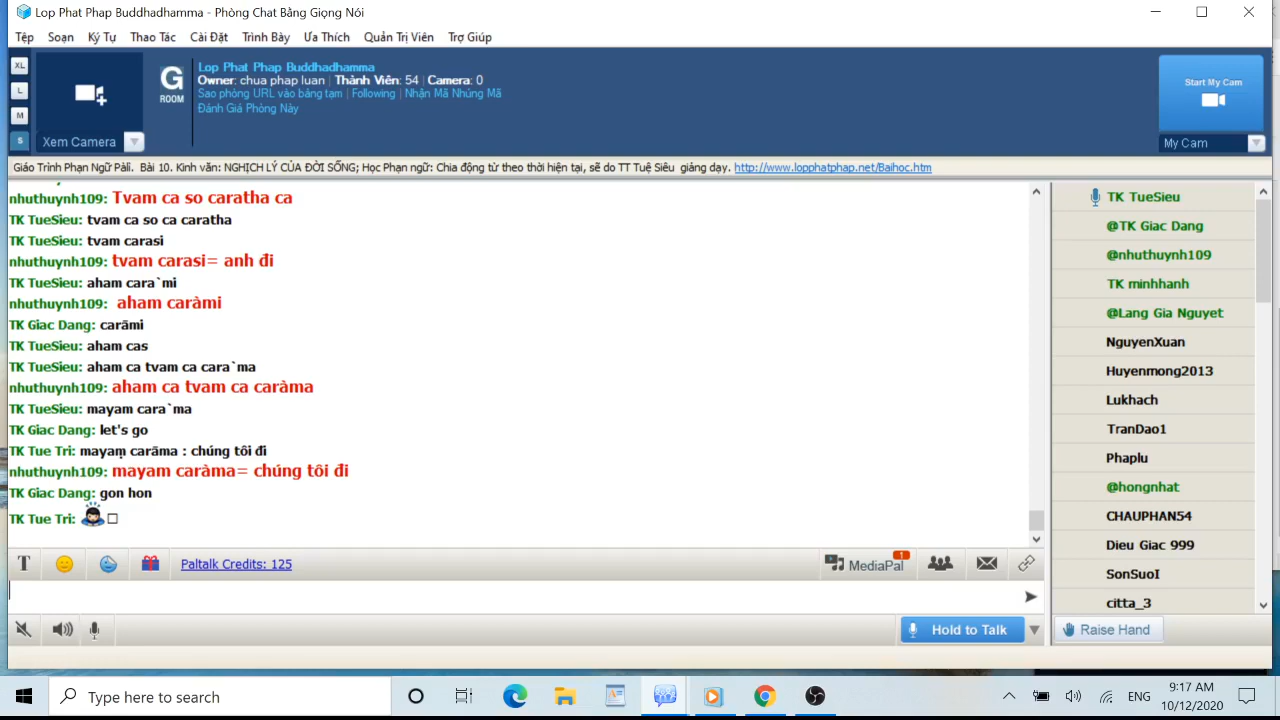 Lop Phat Phap Buddhadhamma - Phòng Chat Bằng Giọng Nói
Tệp Soạn Ký Tự Thao Tác Cài Đặt Trình Bày Ưa Thích Quản Trị Viên Trợ Giúp
XL
L
M
S
Xem Camera
G
ROOM
Lop Phat Phap Buddhadhamma
Owner: chua phap luan | Thành Viên: 54 | Camera: 0
Sao phòng URL vào bảng tạm | Following | Nhận Mã Nhúng Mã
Đánh Giá Phòng Này
Start My Cam
My Cam
Giáo Trình Phạn Ngữ Pàli. Bài 10. Kinh văn: NGHỊCH LÝ CỦA ĐỜI SỐNG; Học Phạn ngữ: Chia động từ theo thời hiện tại, sẽ do TT Tuệ Siêu giảng dạy. http://www.lopphatphap.net/Baihoc.htm
nhuthuynh109: Tvam ca so caratha ca
TK TueSieu: tvam ca so ca caratha
TK TueSieu: tvam carasi
nhuthuynh109: tvam carasi= anh đi
TK TueSieu: aham cara`mi
nhuthuynh109: aham caràmi
TK Giac Dang: carãmi
TK TueSieu: aham cas
TK TueSieu: aham ca tvam ca cara`ma
nhuthuynh109: aham ca tvam ca caràma
TK TueSieu: mayam cara`ma
TK Giac Dang: let's go
TK Tue Tri: mayaṃ carãma : chúng tôi đi
nhuthuynh109: mayam caràma= chúng tôi đi
TK Giac Dang: gon hon
TK Tue Tri:
TK TueSieu
@TK Giac Dang
@nhuthuynh109
TK minhhanh
@Lang Gia Nguyet
NguyenXuan
Huyenmong2013
Lukhach
TranDao1
Phaplu
@hongnhat
CHAUPHAN54
Dieu Giac 999
SonSuoI
citta_3
T
Paltalk Credits: 125
MediaPal
1
Hold to Talk
Raise Hand
Type here to search
ENG
9:17 AM
10/12/2020